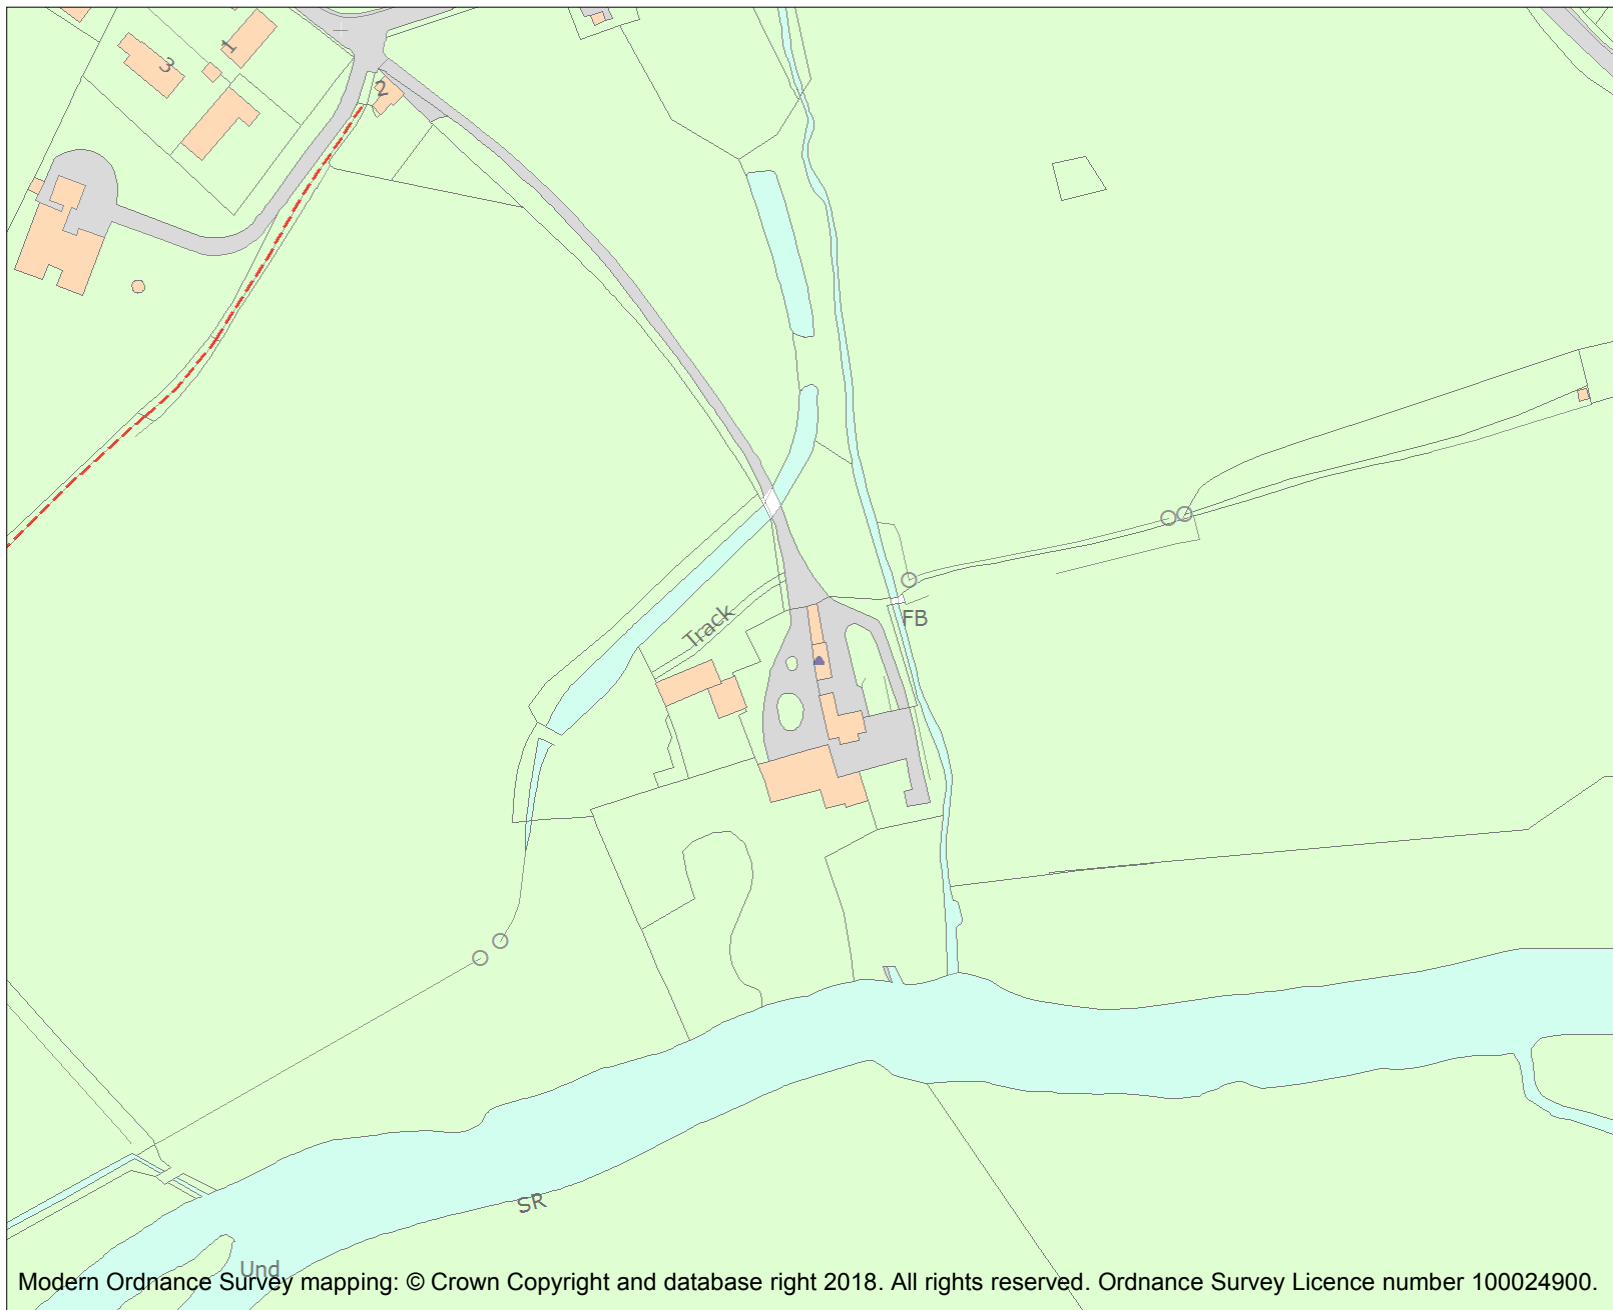 1
3
2
Track
FB
SR
Und
Modern Ordnance Survey mapping: © Crown Copyright and database right 2018. All rights reserved. Ordnance Survey Licence number 100024900.